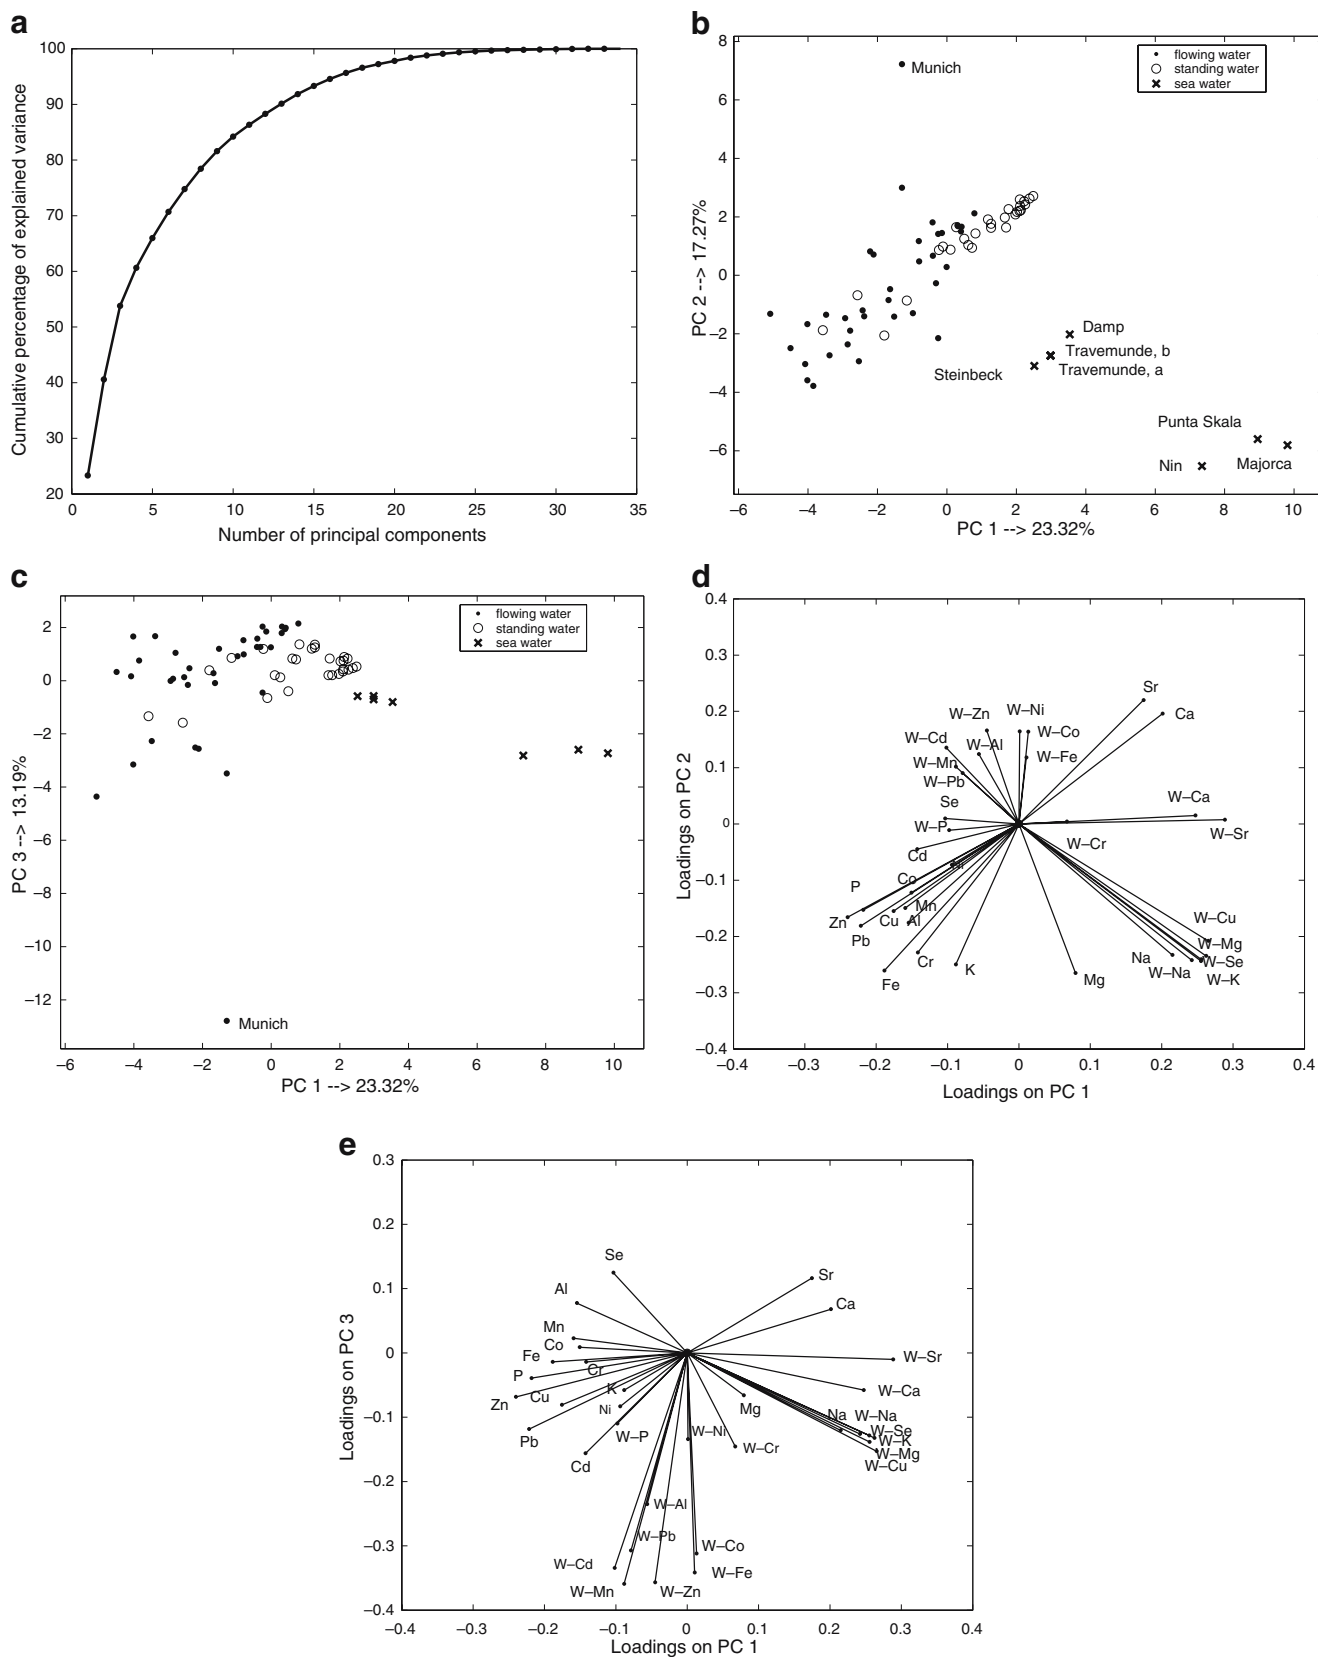 a
Cumulative percentage of explained variance
100
90
80
70
60
50
40
30
20
0
5
10
15
20
25
30
35
Number of principal components
b
PC 2 --> 17.27%
8
6
4
2
0
−2
−4
−6
−6
−4
−2
0
2
4
6
8
10
PC 1 --> 23.32%
flowing water
standing water
sea water
Munich
Damp
Travemunde, b
Travemunde, a
Steinbeck
Punta Skala
Nin
Majorca
c
PC 3 --> 13.19%
2
0
−2
−4
−6
−8
−10
−12
−6
−4
−2
0
2
4
6
8
10
PC 1 --> 23.32%
flowing water
standing water
sea water
Munich
d
Loadings on PC 2
0.4
0.3
0.2
0.1
0
−0.1
−0.2
−0.3
−0.4
−0.4
−0.3
−0.2
−0.1
0
0.1
0.2
0.3
0.4
Loadings on PC 1
Sr
Ca
W−Zn
W−Ni
W−Co
W−Cd
W−Al
W−Fe
W−Mn
W−Pb
Se
W−Ca
W−P
W−Sr
W−Cr
Cd
Ni
Co
P
Mn
Zn
Cu
Al
Pb
W−Cu
W−Mg
Cr
K
Na
W−Se
W−Na
Fe
Mg
W−K
e
Loadings on PC 3
0.3
0.2
0.1
0
−0.1
−0.2
−0.3
−0.4
−0.4
−0.3
−0.2
−0.1
0
0.1
0.2
0.3
0.4
Loadings on PC 1
Se
Sr
Al
Ca
Mn
Co
Fe
W−Sr
Cr
P
K
W−Ca
Zn
Cu
Ni
Mg
Na
W−Na
Pb
W−P
W−Ni
W−Se
W−K
W−Cr
W−Mg
Cd
W−Cu
W−Al
W−Pb
W−Co
W−Cd
W−Fe
W−Mn
W−Zn